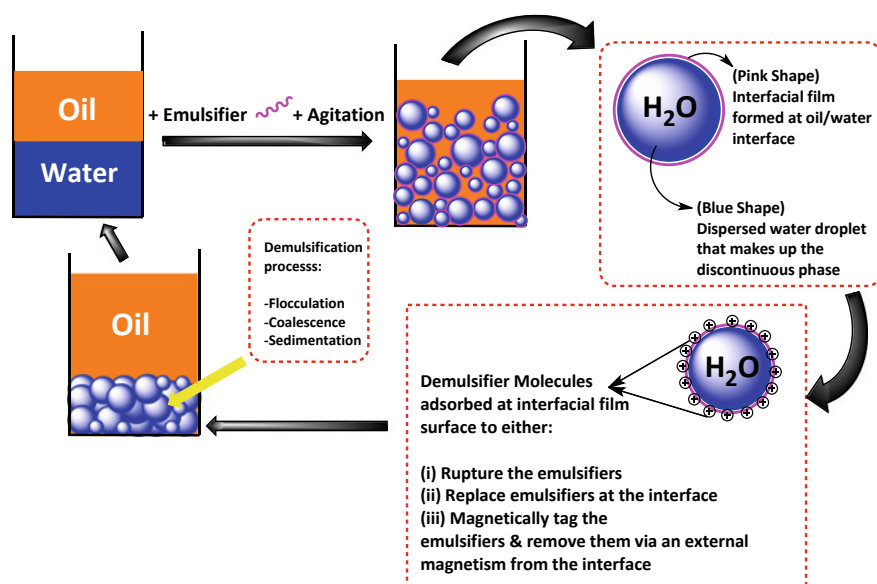 Oil
Water
+ Emulsifier
+ Agitation
H2O
(Pink Shape)
Interfacial film
formed at oil/water
interface
(Blue Shape)
Dispersed water droplet
that makes up the
discontinuous phase
H2O
Demulsifier Molecules
adsorbed at interfacial film
surface to either:
(i) Rupture the emulsifiers
(ii) Replace emulsifiers at the interface
(iii) Magnetically tag the
emulsifiers & remove them via an external
magnetism from the interface
Demulsification
processs:
-Flocculation
-Coalescence
-Sedimentation
Oil